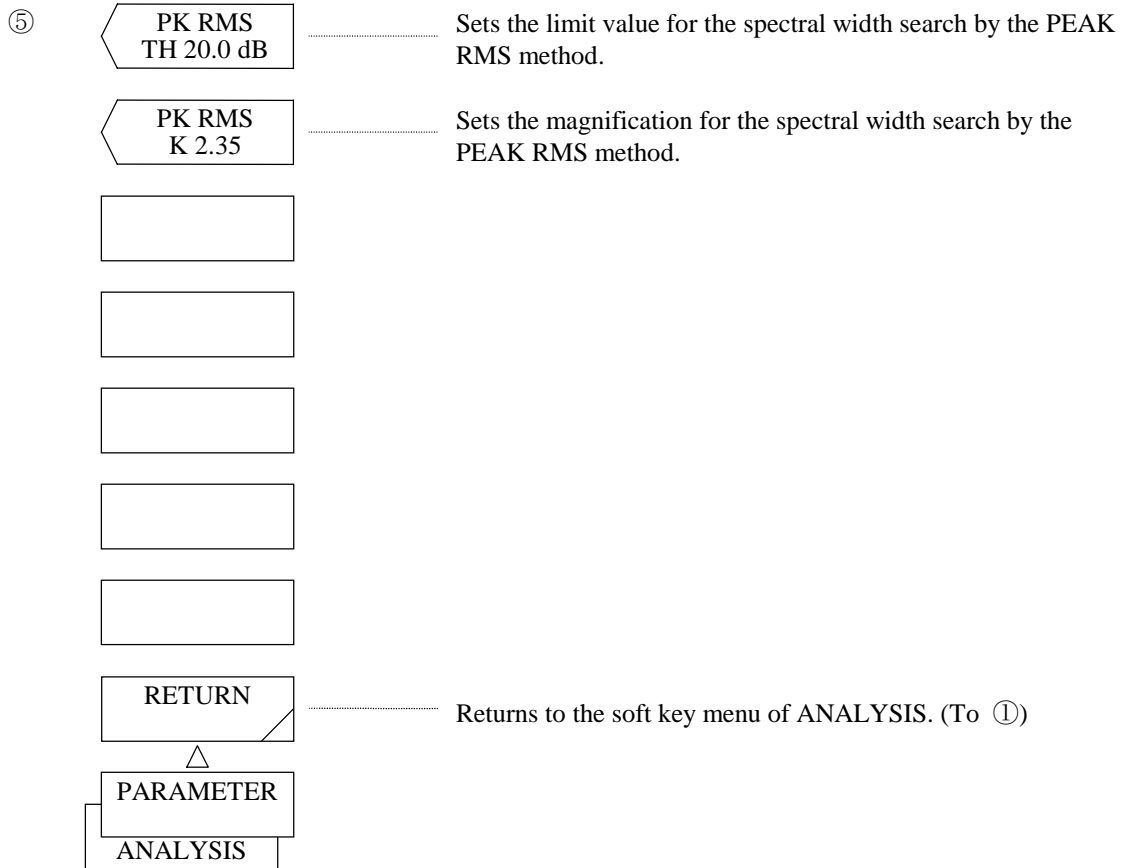 ⑤
PK RMS
TH 20.0 dB
Sets the limit value for the spectral width search by the PEAK
RMS method.
PK RMS
K 2.35
Sets the magnification for the spectral width search by the
PEAK RMS method.
RETURN
Returns to the soft key menu of ANALYSIS. (To ①)
PARAMETER
ANALYSIS